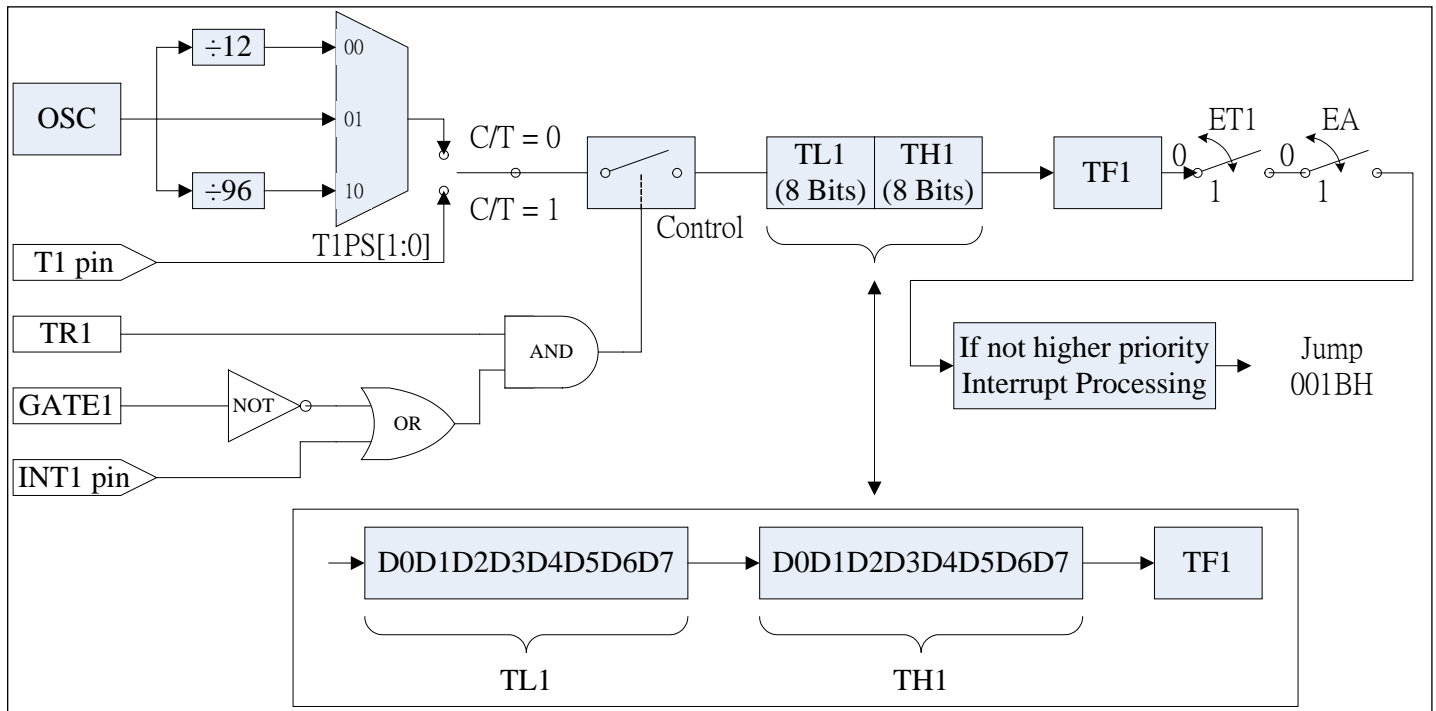 ÷12
00
OSC
01
÷96
10
T1PS[1:0]
C/T = 0
C/T = 1
Control
TL1
(8 Bits)
TH1
(8 Bits)
TF1
ET1
0
1
EA
0
1
T1 pin
TR1
AND
GATE1
NOT
OR
INT1 pin
If not higher priority
Interrupt Processing
Jump
001BH
D0D1D2D3D4D5D6D7
D0D1D2D3D4D5D6D7
TF1
TL1
TH1